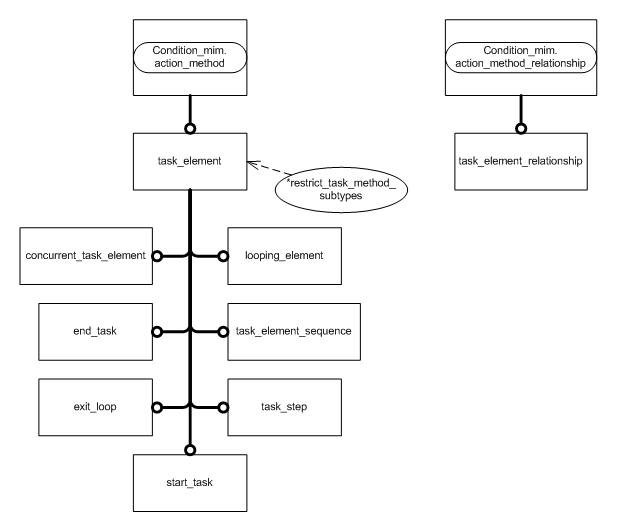 Condition_mim.
action_method
Condition_mim.
action_method_relationship
task_element
task_element_relationship
*restrict_task_method_
subtypes
concurrent_task_element
looping_element
end_task
task_element_sequence
exit_loop
task_step
start_task